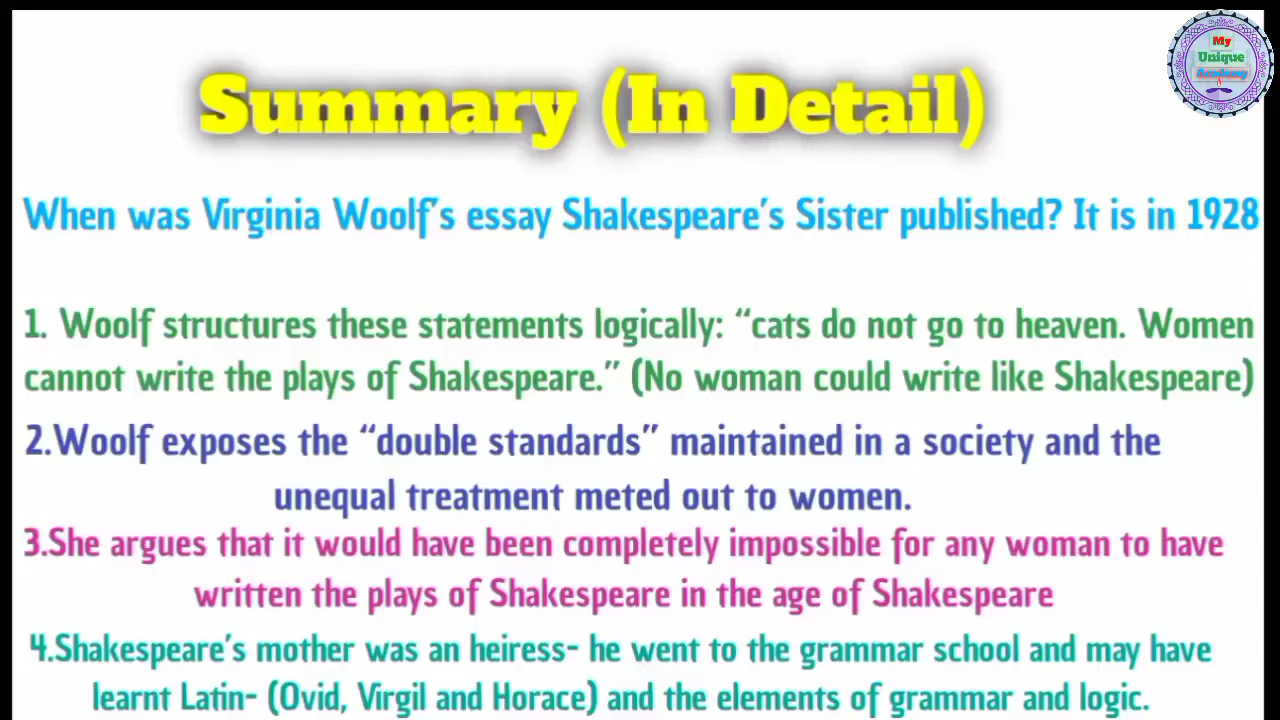 My
Unique
Academy
Summary (In Detail)
When was Virginia Woolf's essay Shakespeare's Sister published? It is in 1928
1. Woolf structures these statements logically: “cats do not go to heaven. Women
cannot write the plays of Shakespeare.” (No woman could write like Shakespeare)
2.Woolf exposes the “double standards” maintained in a society and the
unequal treatment meted out to women.
3.She argues that it would have been completely impossible for any woman to have
written the plays of Shakespeare in the age of Shakespeare
4.Shakespeare's mother was an heiress- he went to the grammar school and may have
learnt Latin- (Ovid, Virgil and Horace) and the elements of grammar and logic.